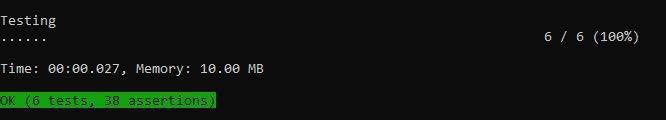 Testing
...... 6 / 6 (100%)
Time: 00:00.027, Memory: 10.00 MB
OK (6 tests, 38 assertions)